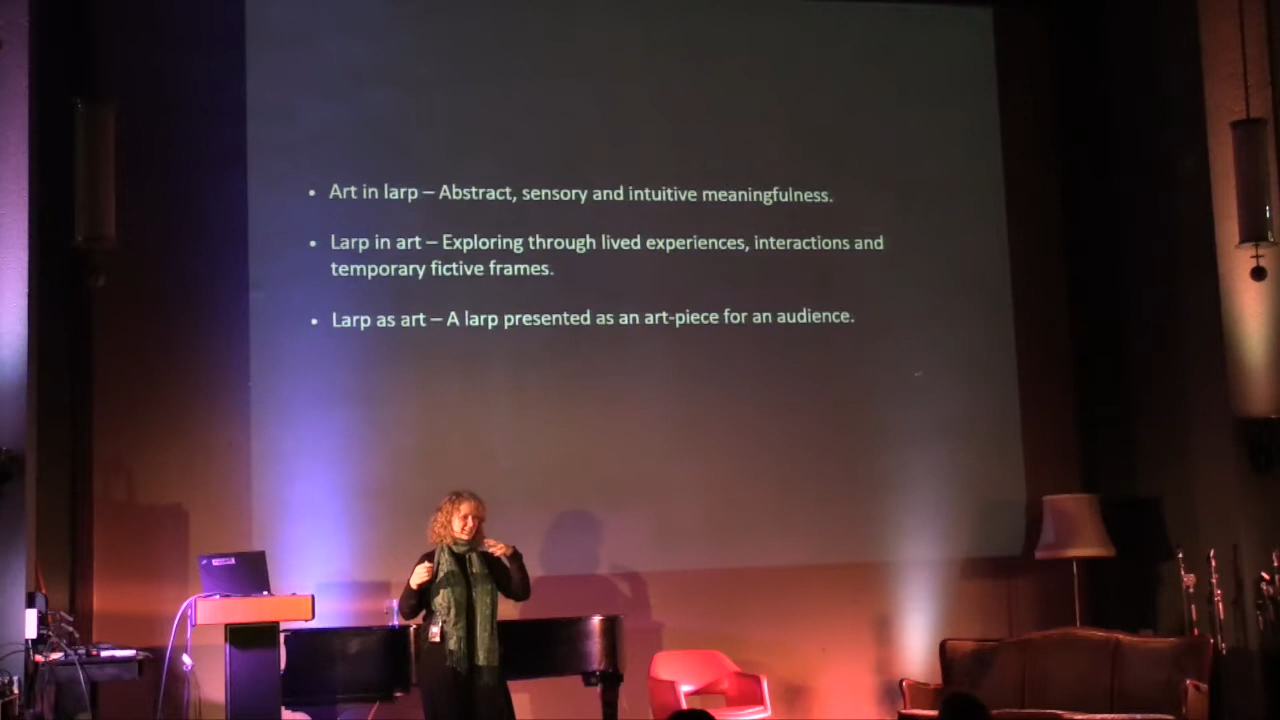 • Art in larp – Abstract, sensory and intuitive meaningfulness.
• Larp in art – Exploring through lived experiences, interactions and
temporary fictive frames.
• Larp as art – A larp presented as an art-piece for an audience.